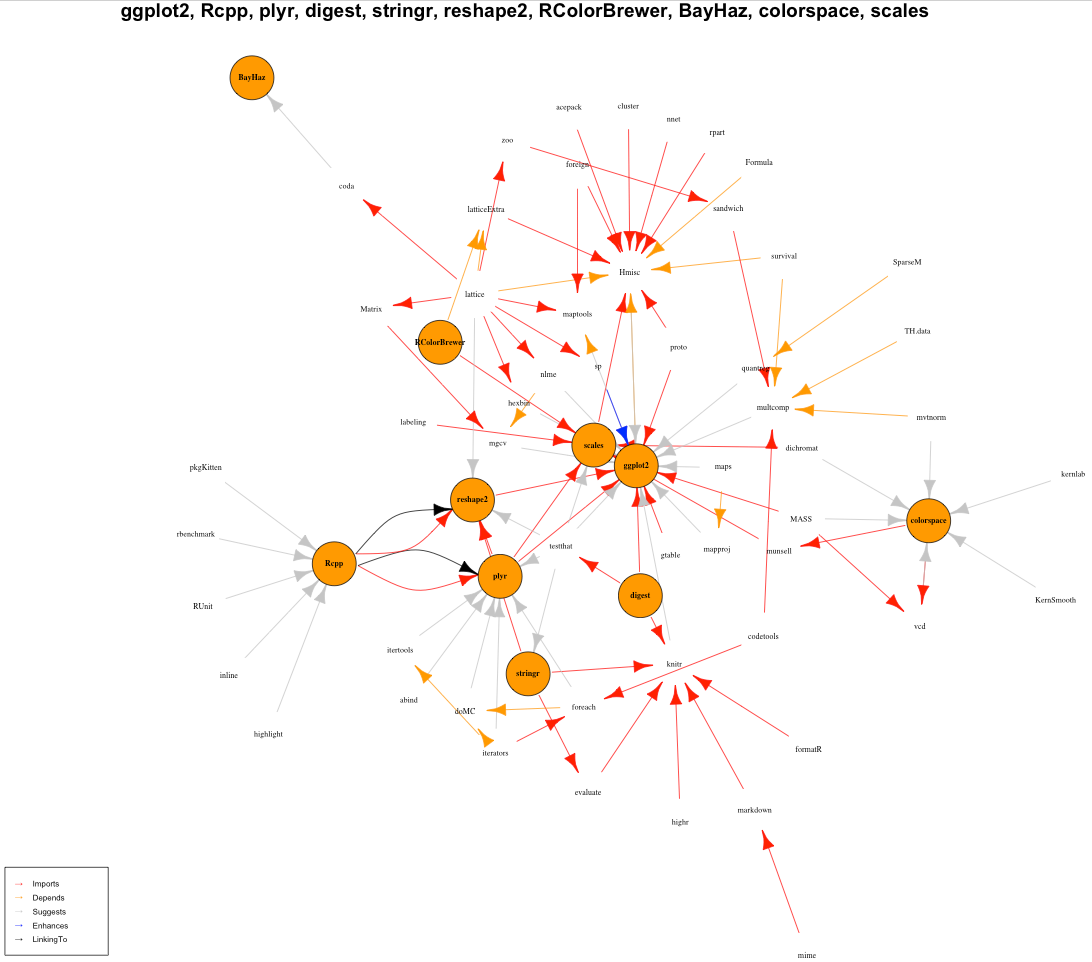 ggplot2, Rcpp, plyr, digest, stringr, reshape2, RColorBrewer, BayHaz, colorspace, scales
BayHaz
acepack
cluster
nnet
rpart
zoo
foreign
Formula
coda
latticeExtra
sandwich
survival
SparseM
Hmisc
lattice
Matrix
maptools
TH.data
RColorBrewer
proto
sp
nlme
quantreg
hexbin
multcomp
mvtnorm
labeling
mgcv
scales
dichromat
ggplot2
maps
pkgKitten
kernlab
reshape2
MASS
colorspace
rbenchmark
testthat
gtable
mapproj
munsell
Rcpp
plyr
digest
RUnit
KernSmooth
vcd
codetools
itertools
knitr
inline
stringr
abind
doMC
foreach
highlight
iterators
formatR
evaluate
markdown
highr
mime
Imports
Depends
Suggests
Enhances
LinkingTo